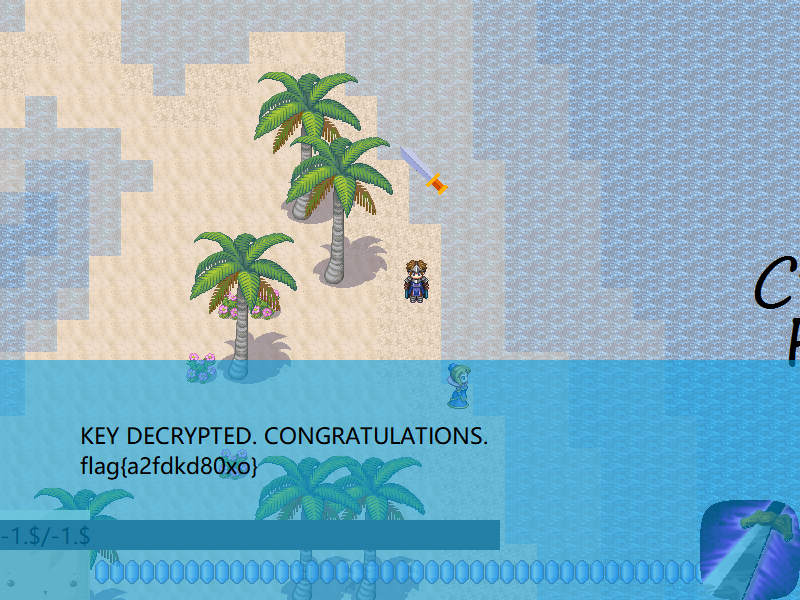 C
KEY DECRYPTED. CONGRATULATIONS.
flag{a2fdkd80xo}
-1.$/-1.$